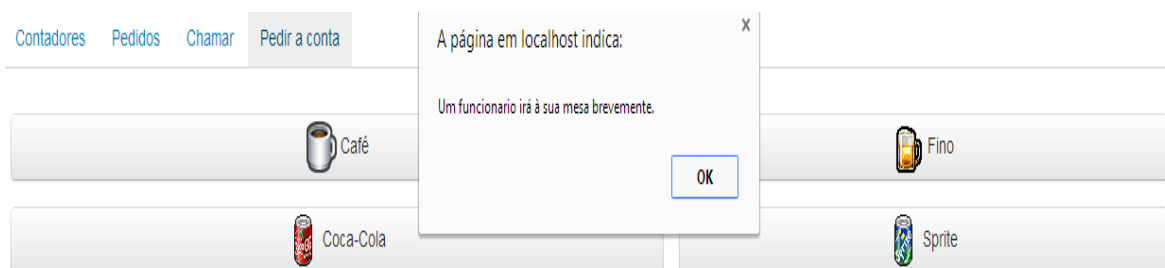 Contadores Pedidos Chamar Pedir a conta
A página em localhost indica:
x
Um funcionario irá à sua mesa brevemente.
OK
Café
Fino
Coca-Cola
Sprite